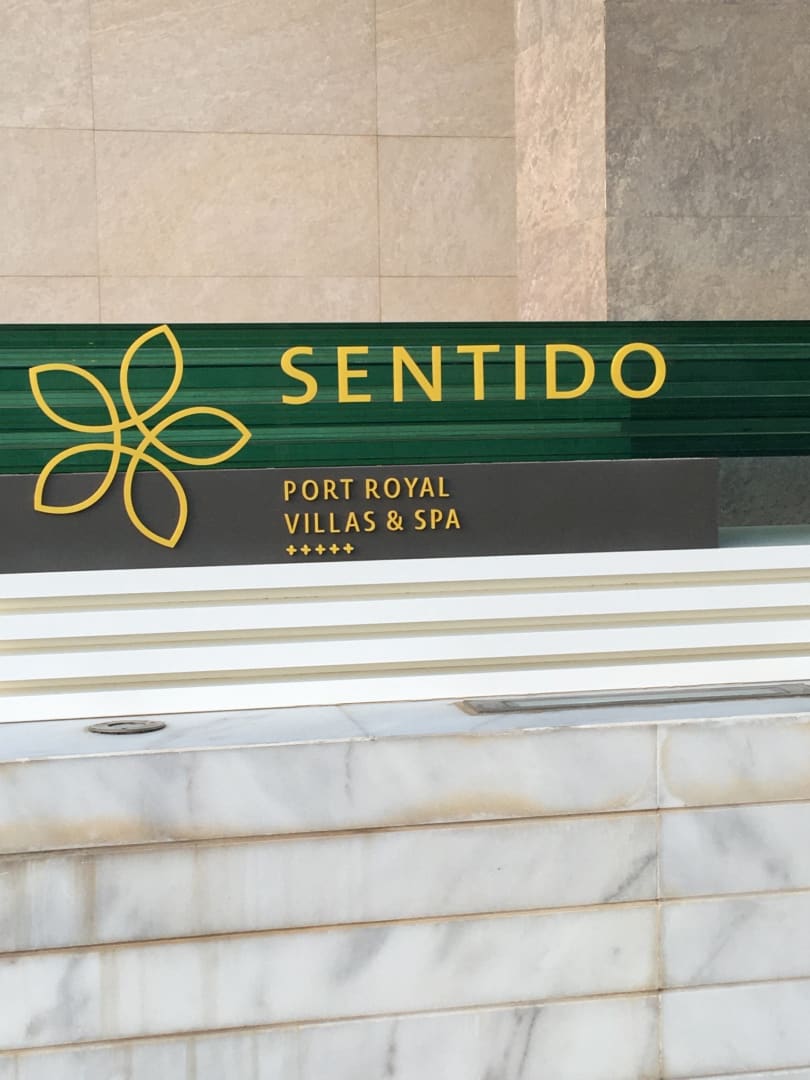 SENTIDO
PORT ROYAL
VILLAS & SPA
+++++